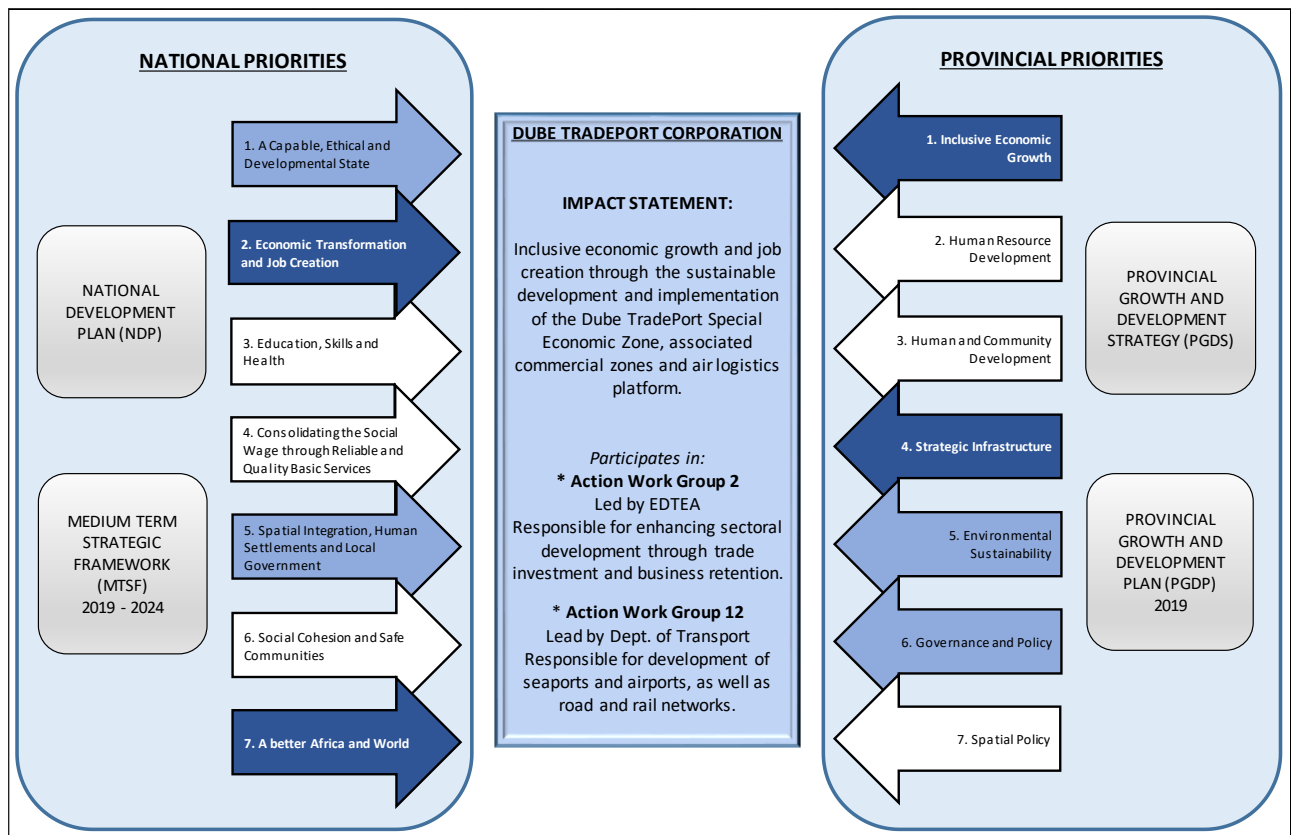 NATIONAL PRIORITIES
1. A Capable, Ethical and
Developmental State
2. Economic Transformation
and Job Creation
NATIONAL
DEVELOPMENT
PLAN (NDP)
3. Education, Skills and
Health
4. Consolidating the Social
Wage through Reliable and
Quality Basic Services
MEDIUM TERM
STRATEGIC
FRAMEWORK
(MTSF)
2019 - 2024
5. Spatial Integration, Human
Settlements and Local
Government
6. Social Cohesion and Safe
Communities
7. A better Africa and World
DUBE TRADEPORT CORPORATION
IMPACT STATEMENT:
Inclusive economic growth and job
creation through the sustainable
development and implementation
of the Dube TradePort Special
Economic Zone, associated
commercial zones and air logistics
platform.
Participates in:
* Action Work Group 2
Led by EDTEA
Responsible for enhancing sectoral
development through trade
investment and business retention.
* Action Work Group 12
Lead by Dept. of Transport
Responsible for development of
seaports and airports, as well as
road and rail networks.
PROVINCIAL PRIORITIES
1. Inclusive Economic
Growth
2. Human Resource
Development
3. Human and Community
Development
PROVINCIAL
GROWTH AND
DEVELOPMENT
STRATEGY (PGDS)
4. Strategic Infrastructure
5. Environmental
Sustainability
PROVINCIAL
GROWTH AND
DEVELOPMENT
PLAN (PGDP)
2019
6. Governance and Policy
7. Spatial Policy